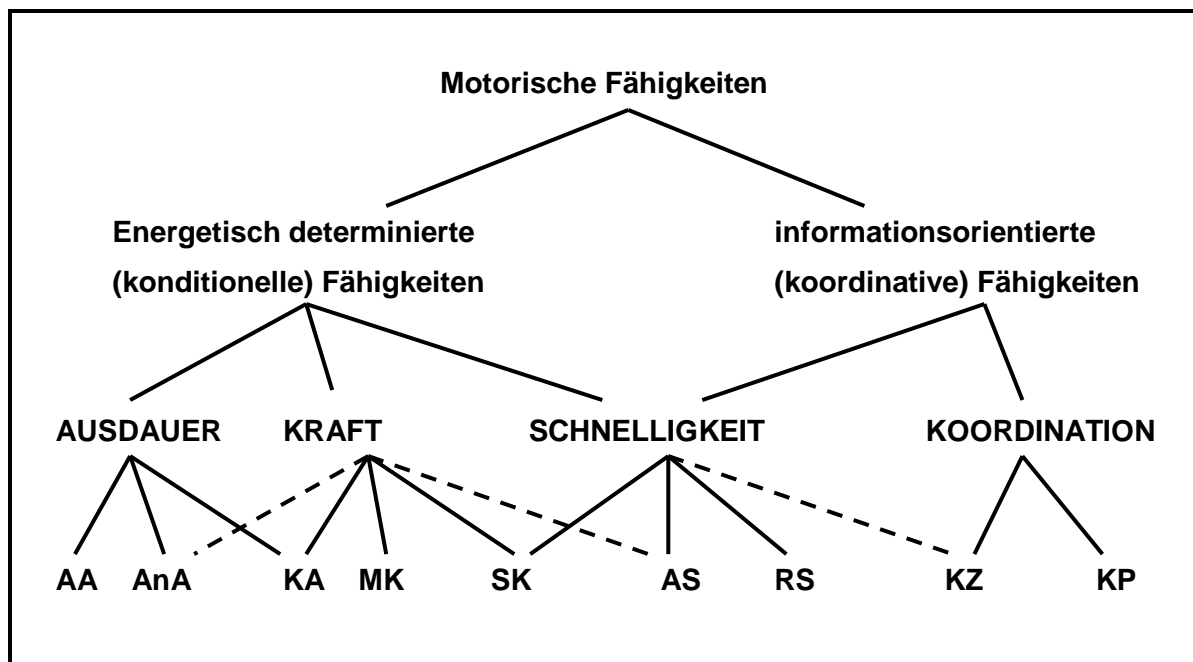 Motorische Fähigkeiten
Energetisch determinierte
(konditionelle) Fähigkeiten
informationsorientierte
(koordinative) Fähigkeiten
AUSDAUER KRAFT SCHNELLIGKEIT KOORDINATION
AA AnA KA MK SK AS RS KZ KP